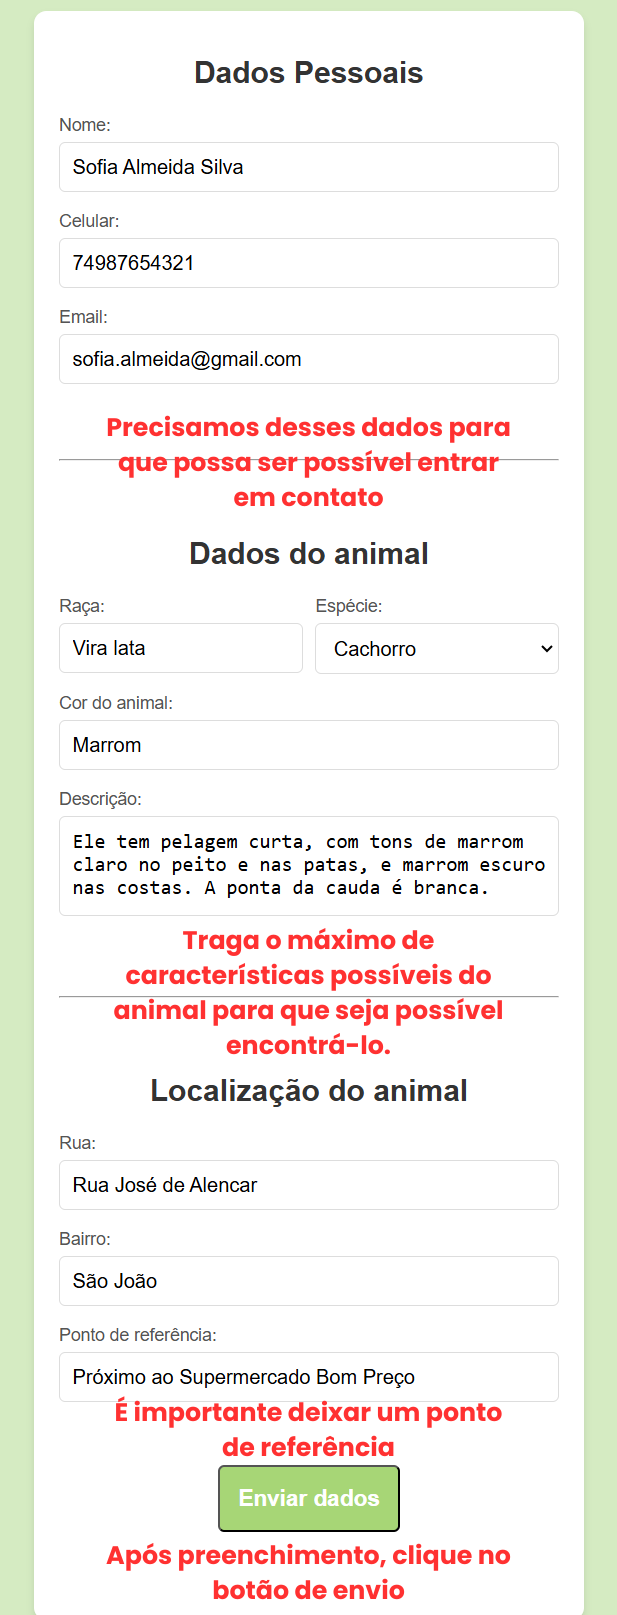 Dados Pessoais
Nome:
Sofia Almeida Silva
Celular:
74987654321
Email:
sofia.almeida@gmail.com
Precisamos desses dados para
que possa ser possível entrar
em contato
Dados do animal
Raça:
Espécie:
Vira lata
Cachorro
Cor do animal:
Marrom
Descrição:
Ele tem pelagem curta, com tons de marrom
claro no peito e nas patas, e marrom escuro
nas costas. A ponta da cauda é branca.
Traga o máximo de
características possíveis do
animal para que seja possível
encontrá-lo.
Localização do animal
Rua:
Rua José de Alencar
Bairro:
São João
Ponto de referência:
Próximo ao Supermercado Bom Preço
É importante deixar um ponto
de referência
Enviar dados
Após preenchimento, clique no
botão de envio